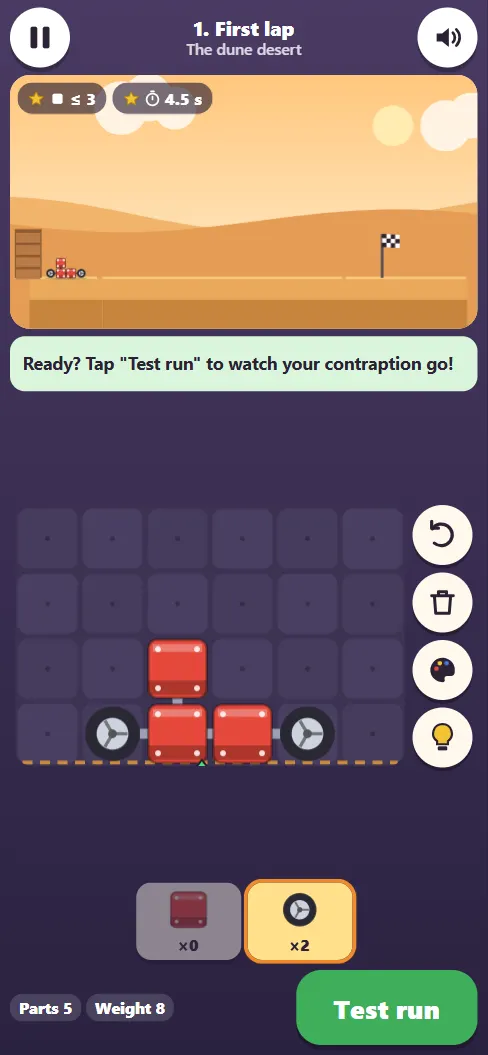 1. First lap
The dune desert
≤ 3
4.5 s
Ready? Tap "Test run" to watch your contraption go!
×0
×2
Parts 5
Weight 8
Test run